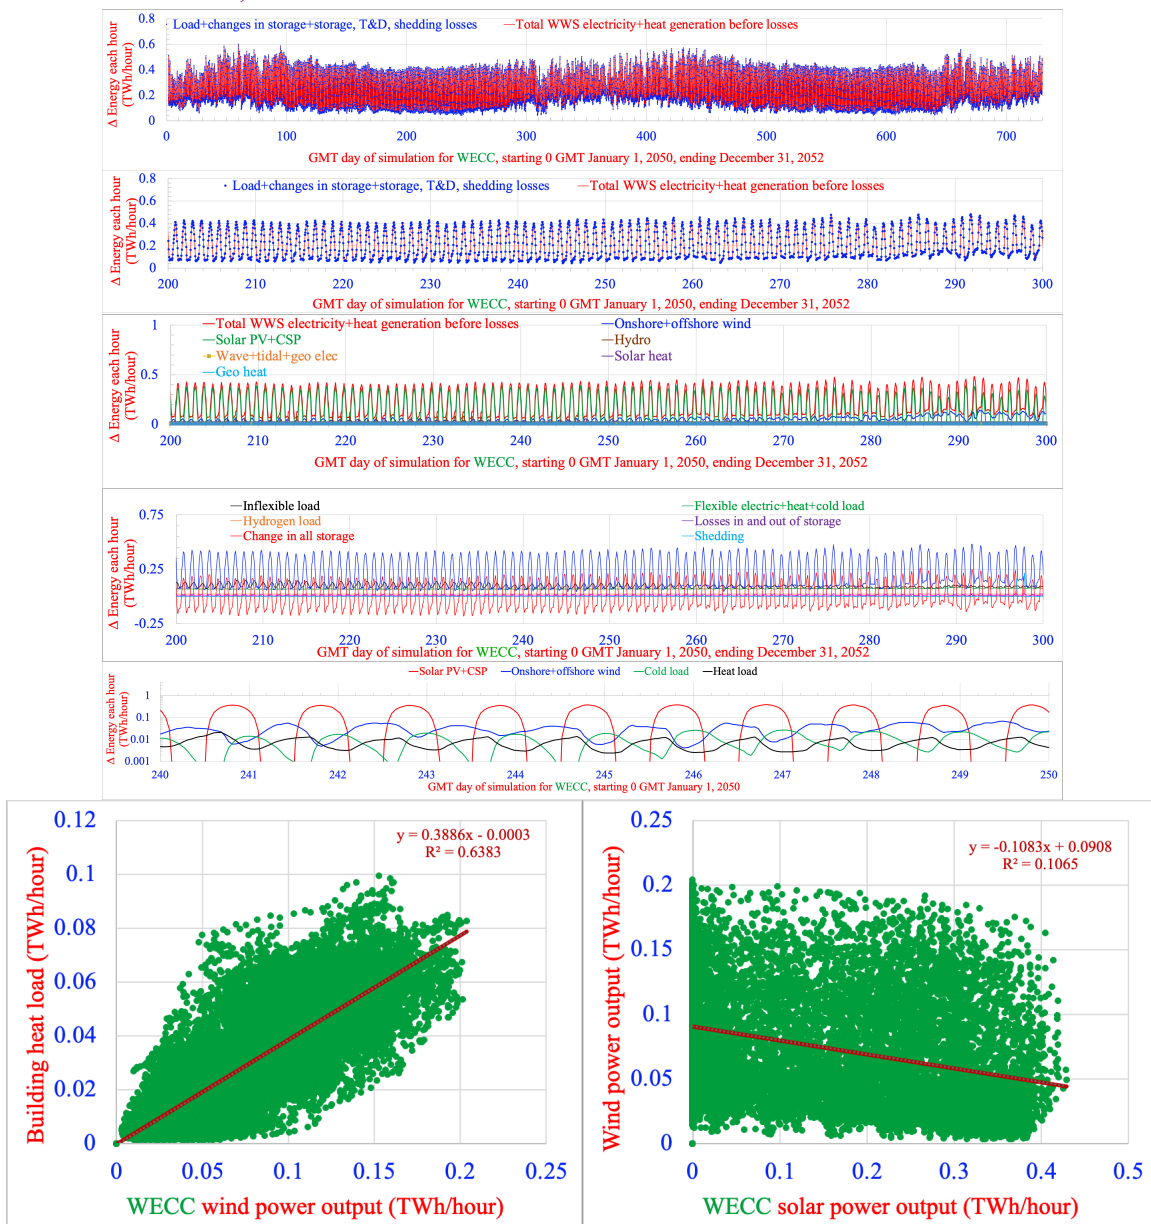 0.8
0.6
0.4
0.2
0
Δ Energy each hour
(TWh/hour)
Load+changes in storage+storage, T&D, shedding losses
Total WWS electricity+heat generation before losses
0 100 200 300 400 500 600 700
GMT day of simulation for WECC, starting 0 GMT January 1, 2050, ending December 31, 2052
0.8
0.6
0.4
0.2
0
Δ Energy each hour
(TWh/hour)
Load+changes in storage+storage, T&D, shedding losses
Total WWS electricity+heat generation before losses
200 210 220 230 240 250 260 270 280 290 300
GMT day of simulation for WECC, starting 0 GMT January 1, 2050, ending December 31, 2052
1
0.5
0
Δ Energy each hour
(TWh/hour)
Total WWS electricity+heat generation before losses
Onshore+offshore wind
Solar PV+CSP
Hydro
Wave+tidal+geo elec
Solar heat
Geo heat
200 210 220 230 240 250 260 270 280 290 300
GMT day of simulation for WECC, starting 0 GMT January 1, 2050, ending December 31, 2052
0.75
0.25
-0.25
Δ Energy each hour
(TWh/hour)
Inflexible load
Flexible electric+heat+cold load
Hydrogen load
Losses in and out of storage
Change in all storage
Shedding
200 210 220 230 240 250 260 270 280 290 300
GMT day of simulation for WECC, starting 0 GMT January 1, 2050, ending December 31, 2052
Solar PV+CSP Onshore+offshore wind Cold load Heat load
1
0.1
0.01
0.001
Δ Energy each hour
(TWh/hour)
240 241 242 243 244 245 246 247 248 249 250
GMT day of simulation for WECC, starting 0 GMT January 1, 2050
0.12
0.1
0.08
0.06
0.04
0.02
0
Building heat load (TWh/hour)
y = 0.3886x - 0.0003
R² = 0.6383
0 0.05 0.1 0.15 0.2 0.25
WECC wind power output (TWh/hour)
0.25
0.2
0.15
0.1
0.05
0
Wind power output (TWh/hour)
y = -0.1083x + 0.0908
R² = 0.1065
0 0.1 0.2 0.3 0.4 0.5
WECC solar power output (TWh/hour)